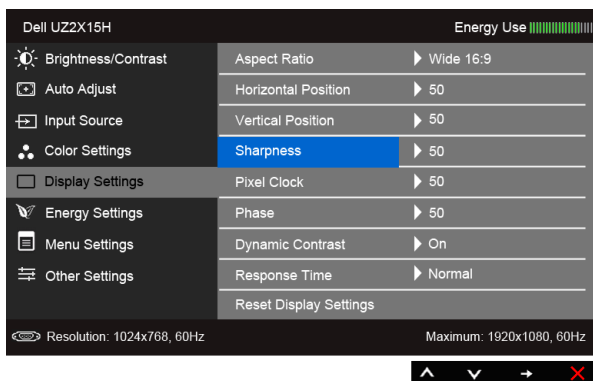 Dell UZ2X15H Energy Use
Brightness/Contrast Aspect Ratio Wide 16:9
Auto Adjust Horizontal Position 50
Input Source Vertical Position 50
Color Settings Sharpness 50
Display Settings Pixel Clock 50
Energy Settings Phase 50
Menu Settings Dynamic Contrast On
Other Settings Response Time Normal
Reset Display Settings
Resolution: 1024x768, 60Hz Maximum: 1920x1080, 60Hz